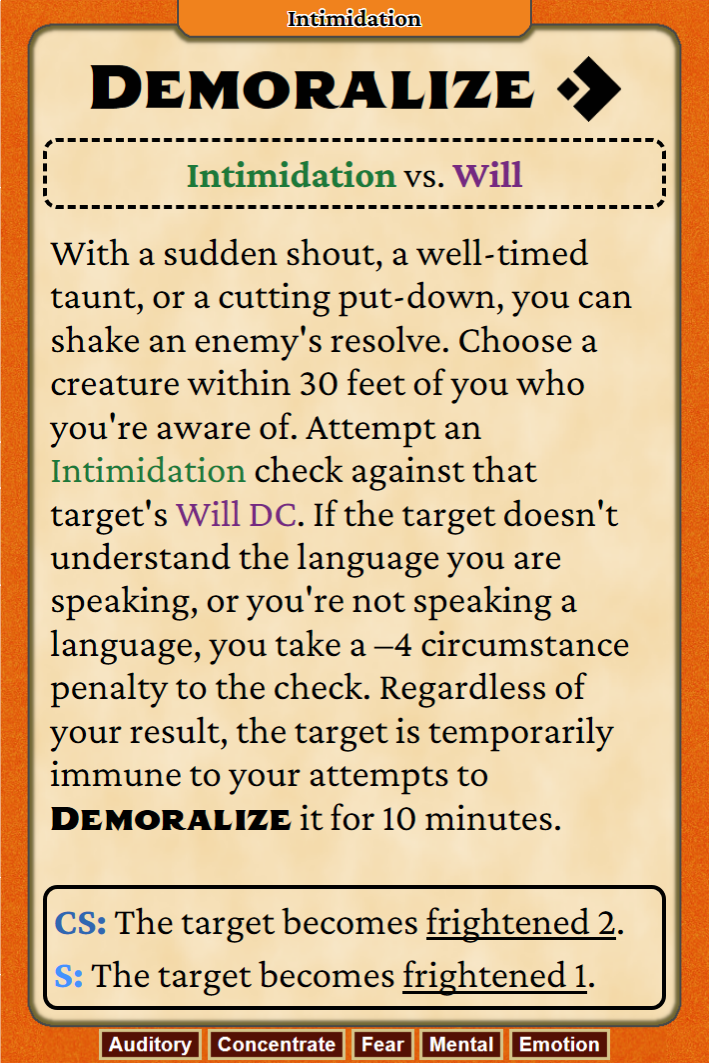 Intimidation
DEMORALIZE
Intimidation vs. Will
With a sudden shout, a well-timed
taunt, or a cutting put-down, you can
shake an enemy's resolve. Choose a
creature within 30 feet of you who
you're aware of. Attempt an
Intimidation check against that
target's Will DC. If the target doesn't
understand the language you are
speaking, or you're not speaking a
language, you take a –4 circumstance
penalty to the check. Regardless of
your result, the target is temporarily
immune to your attempts to
DEMORALIZE it for 10 minutes.
CS: The target becomes frightened 2.
S: The target becomes frightened 1.
Auditory Concentrate Fear Mental Emotion